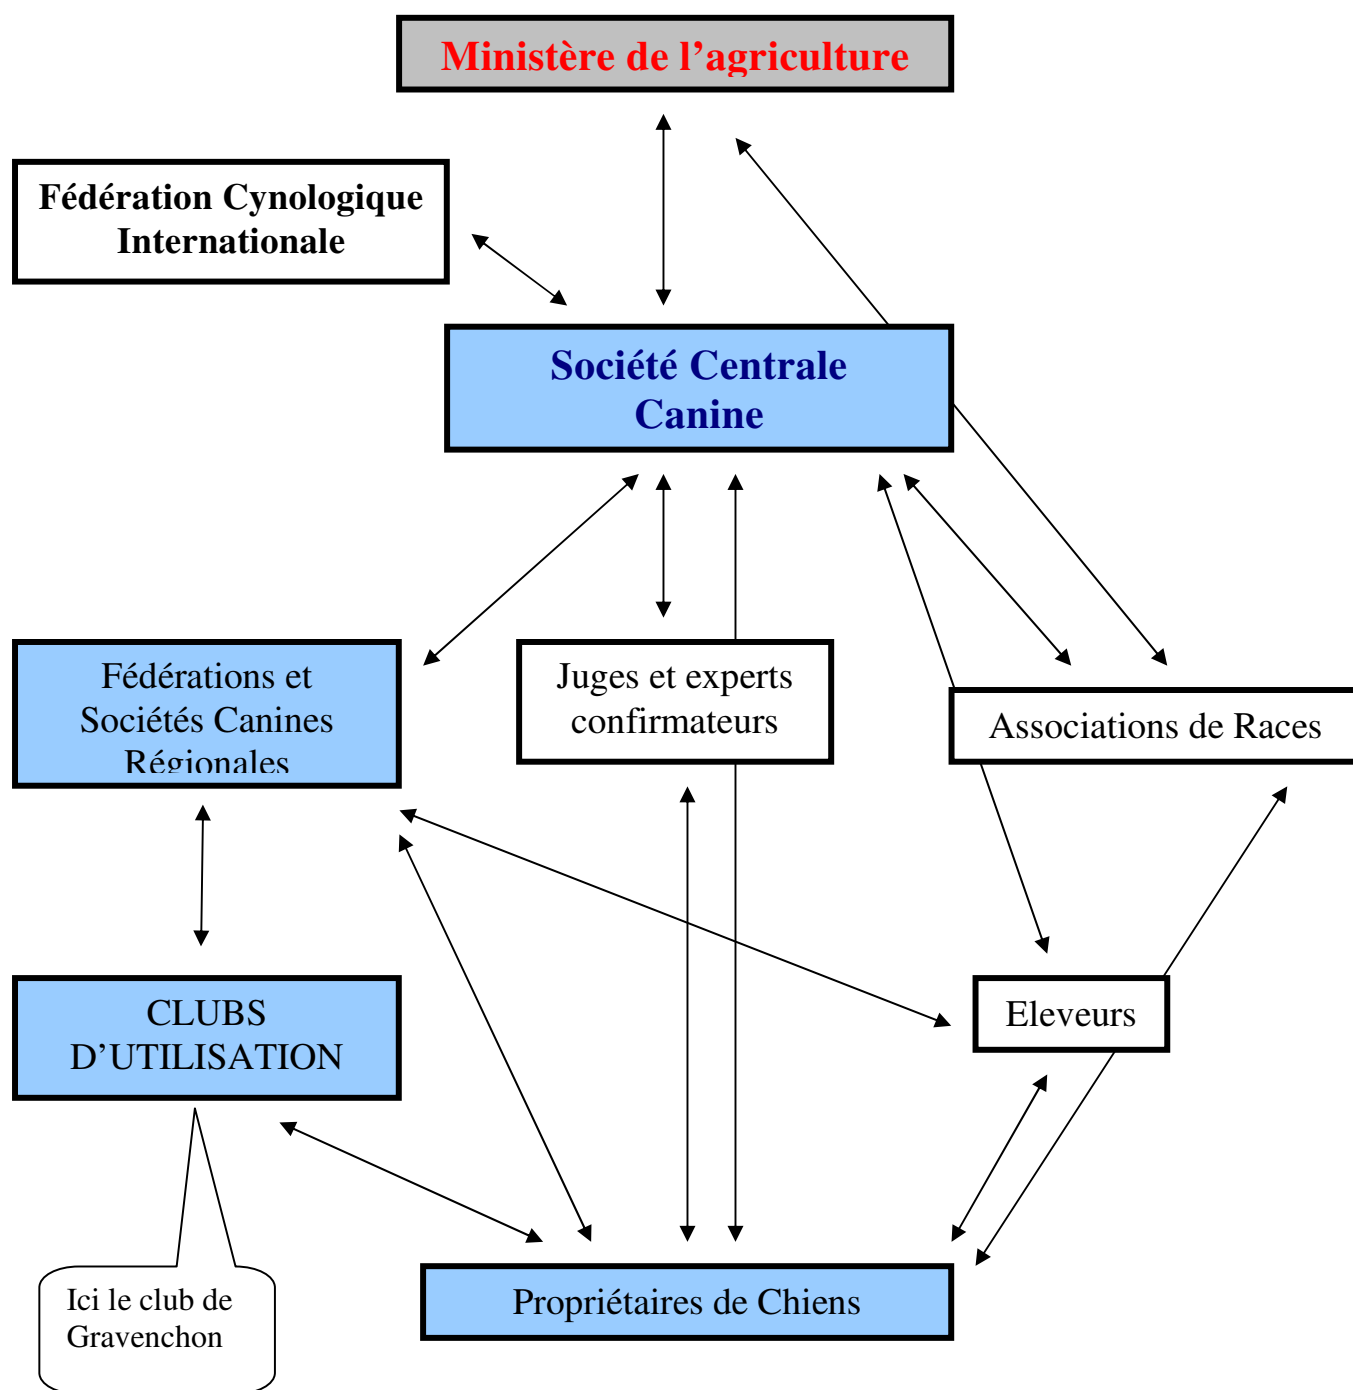 Ministère de l’agriculture
Fédération Cynologique
Internationale
Société Centrale
Canine
Fédérations et
Sociétés Canines
Régionales
Juges et experts
confirmateurs
Associations de Races
CLUBS
D’UTILISATION
Eleveurs
Ici le club de
Gravenchon
Propriétaires de Chiens